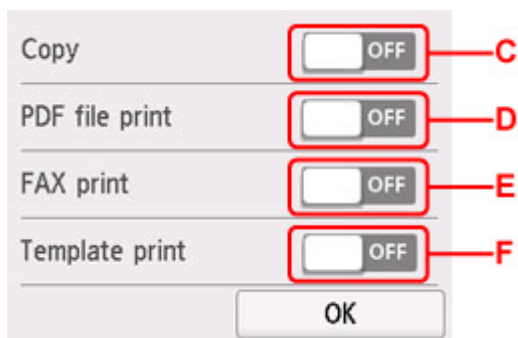 Copy OFF C
PDF file print OFF D
FAX print OFF E
Template print OFF F
OK